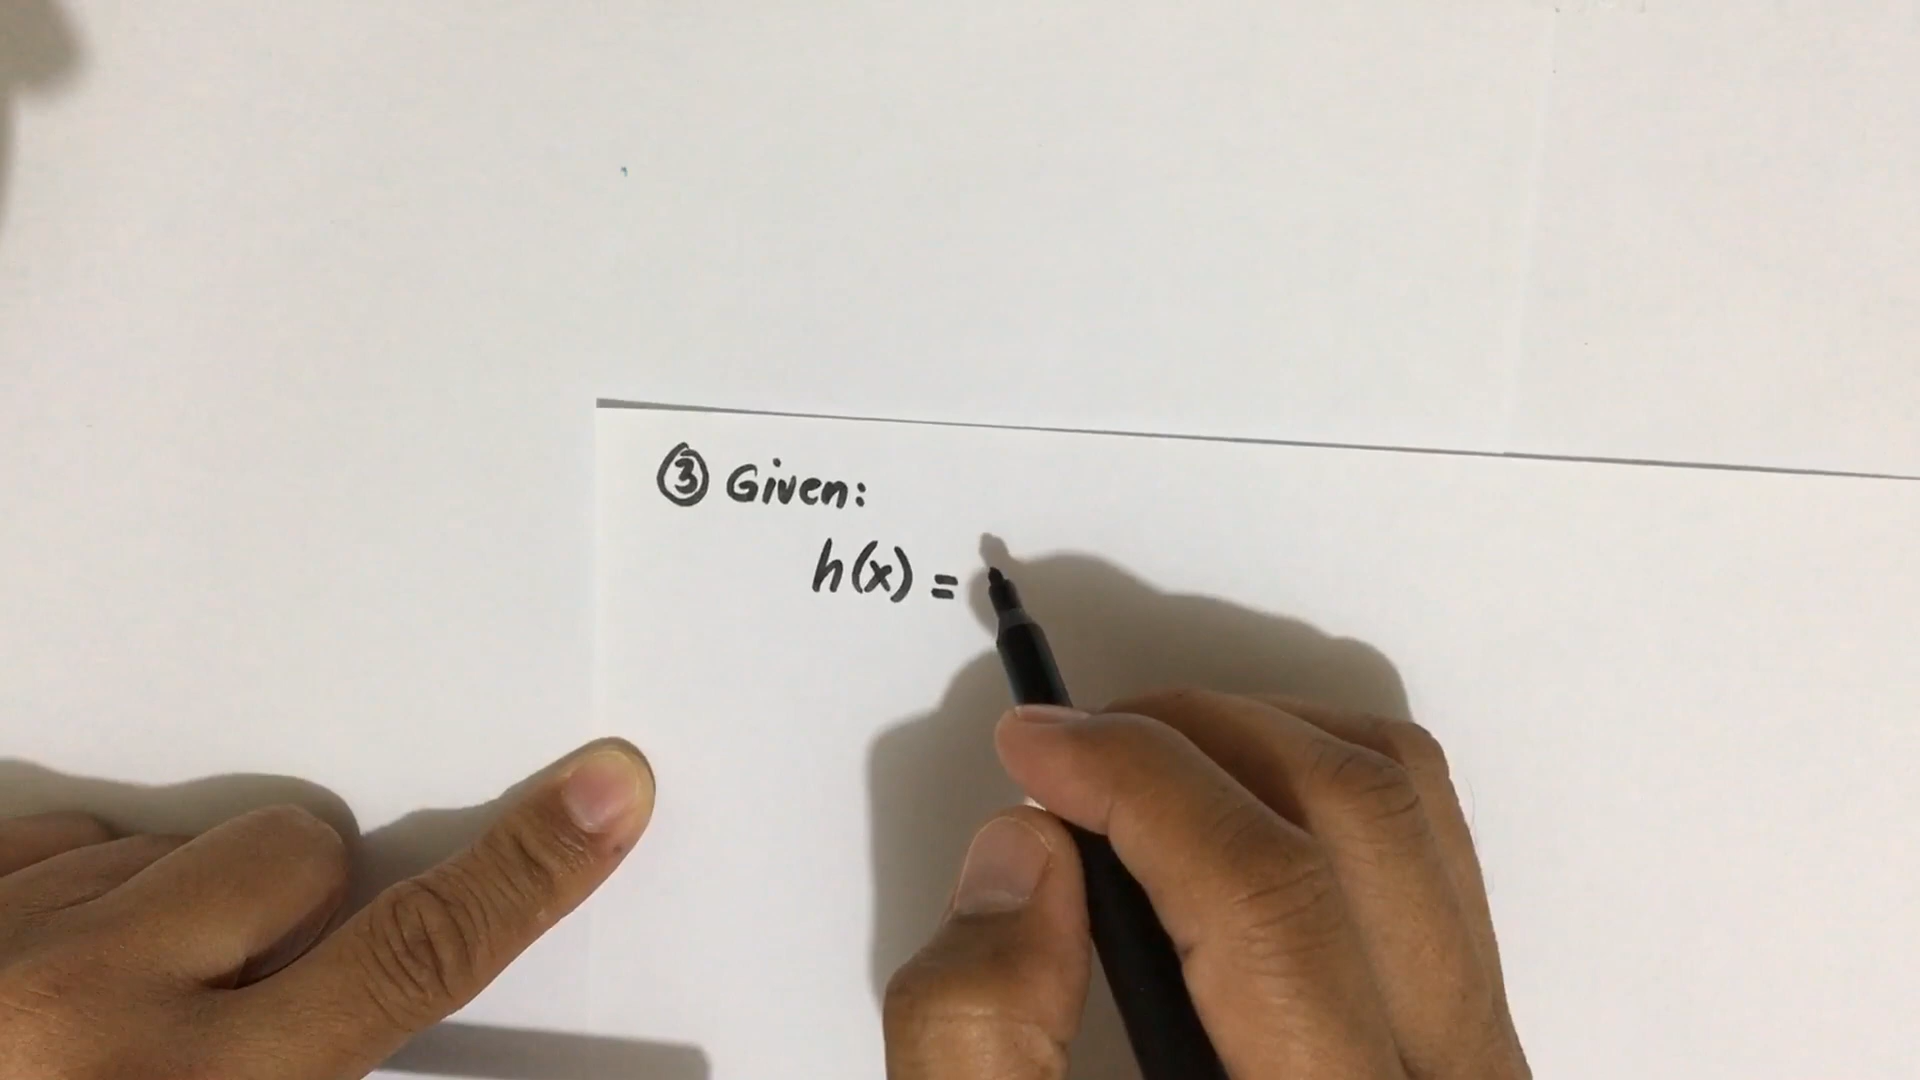 ③ Given:
h(x) =